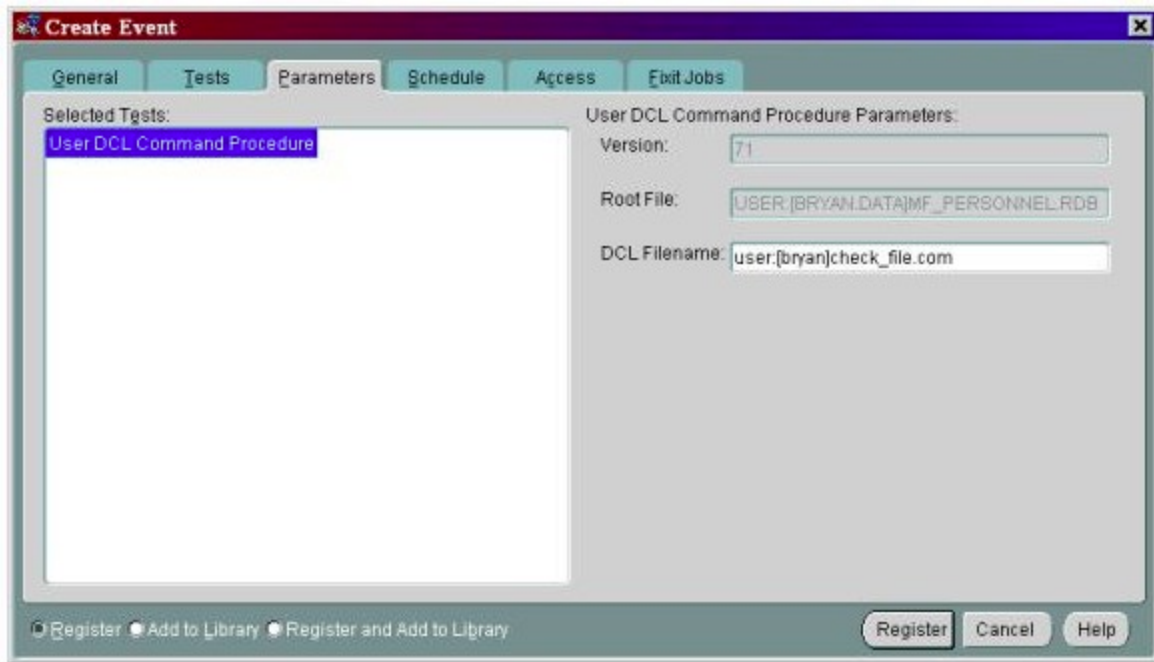 Create Event
General Tests Parameters Schedule Access Fixit Jobs
Selected Tests:
User DCL Command Procedure
User DCL Command Procedure Parameters:
Version: 71
Root File: USER:[BRYAN.DATA]MF_PERSONNEL.RDB
DCL Filename: user:[bryan]check_file.com
Register Add to Library Register and Add to Library
Register Cancel Help